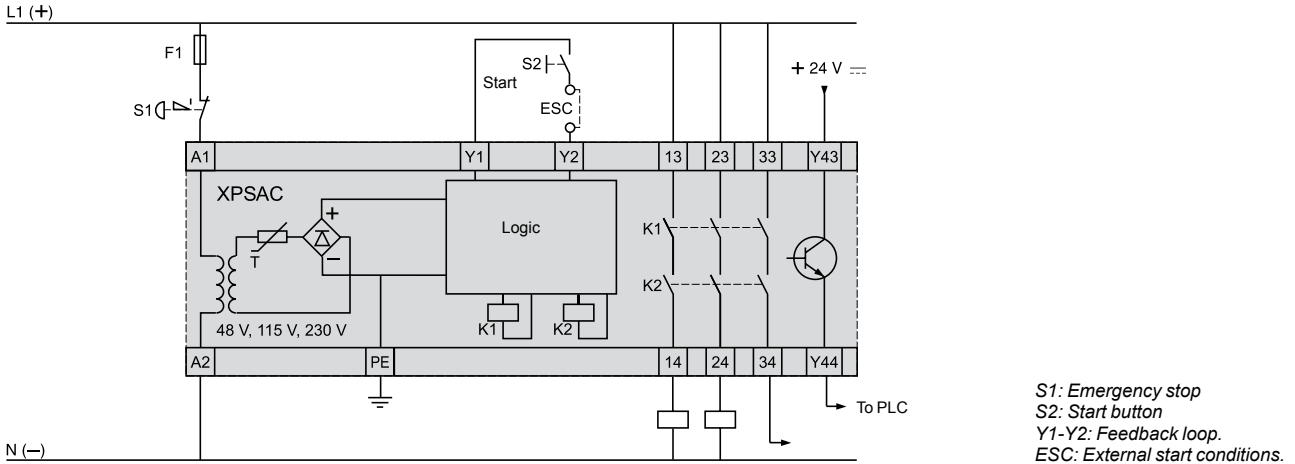 L1 (+)
F1
S2
Start
+ 24 V
S1
ESC
A1
Y1
Y2
13
23
33
Y43
XPSAC
+
Logic
K1
–
T
K2
48 V, 115 V, 230 V
K1
K2
A2
PE
14
24
34
Y44
To PLC
N (–)
S1: Emergency stop
S2: Start button
Y1-Y2: Feedback loop.
ESC: External start conditions.